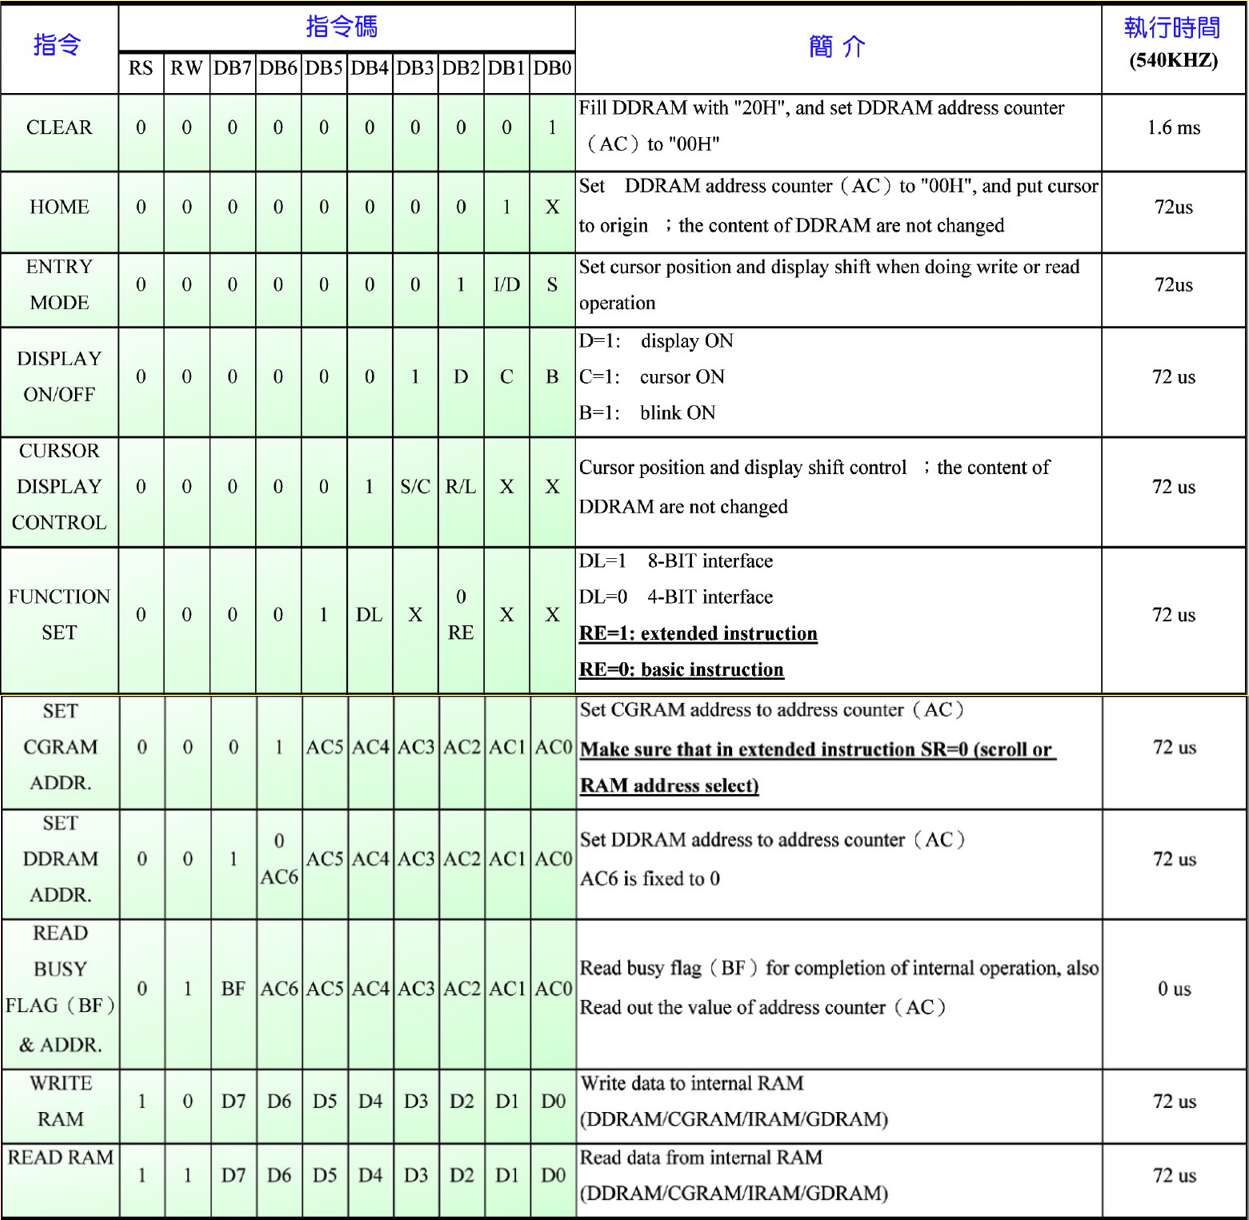 指令 指令碼 簡 介 執行時間
(540KHZ)
RS RW DB7 DB6 DB5 DB4 DB3 DB2 DB1 DB0
CLEAR 0 0 0 0 0 0 0 0 0 1 Fill DDRAM with "20H", and set DDRAM address counter
（AC）to "00H" 1.6 ms
HOME 0 0 0 0 0 0 0 0 1 X Set DDRAM address counter（AC）to "00H", and put cursor
to origin ；the content of DDRAM are not changed 72us
ENTRY
MODE 0 0 0 0 0 0 0 1 I/D S Set cursor position and display shift when doing write or read
operation 72us
DISPLAY
ON/OFF 0 0 0 0 0 0 1 D C B D=1: display ON
C=1: cursor ON
B=1: blink ON 72 us
CURSOR
DISPLAY
CONTROL 0 0 0 0 0 1 S/C R/L X X Cursor position and display shift control ；the content of
DDRAM are not changed 72 us
FUNCTION
SET 0 0 0 0 1 DL X 0
RE X X DL=1 8-BIT interface
DL=0 4-BIT interface
RE=1: extended instruction
RE=0: basic instruction 72 us
SET
CGRAM
ADDR. 0 0 0 1 AC5 AC4 AC3 AC2 AC1 AC0 Set CGRAM address to address counter（AC）
Make sure that in extended instruction SR=0 (scroll or
RAM address select) 72 us
SET
DDRAM
ADDR. 0 0 1 0
AC6 AC5 AC4 AC3 AC2 AC1 AC0 Set DDRAM address to address counter（AC）
AC6 is fixed to 0 72 us
READ
BUSY
FLAG（BF）
& ADDR. 0 1 BF AC6 AC5 AC4 AC3 AC2 AC1 AC0 Read busy flag（BF）for completion of internal operation, also
Read out the value of address counter（AC） 0 us
WRITE
RAM 1 0 D7 D6 D5 D4 D3 D2 D1 D0 Write data to internal RAM
(DDRAM/CGRAM/IRAM/GDRAM) 72 us
READ RAM 1 1 D7 D6 D5 D4 D3 D2 D1 D0 Read data from internal RAM
(DDRAM/CGRAM/IRAM/GDRAM) 72 us